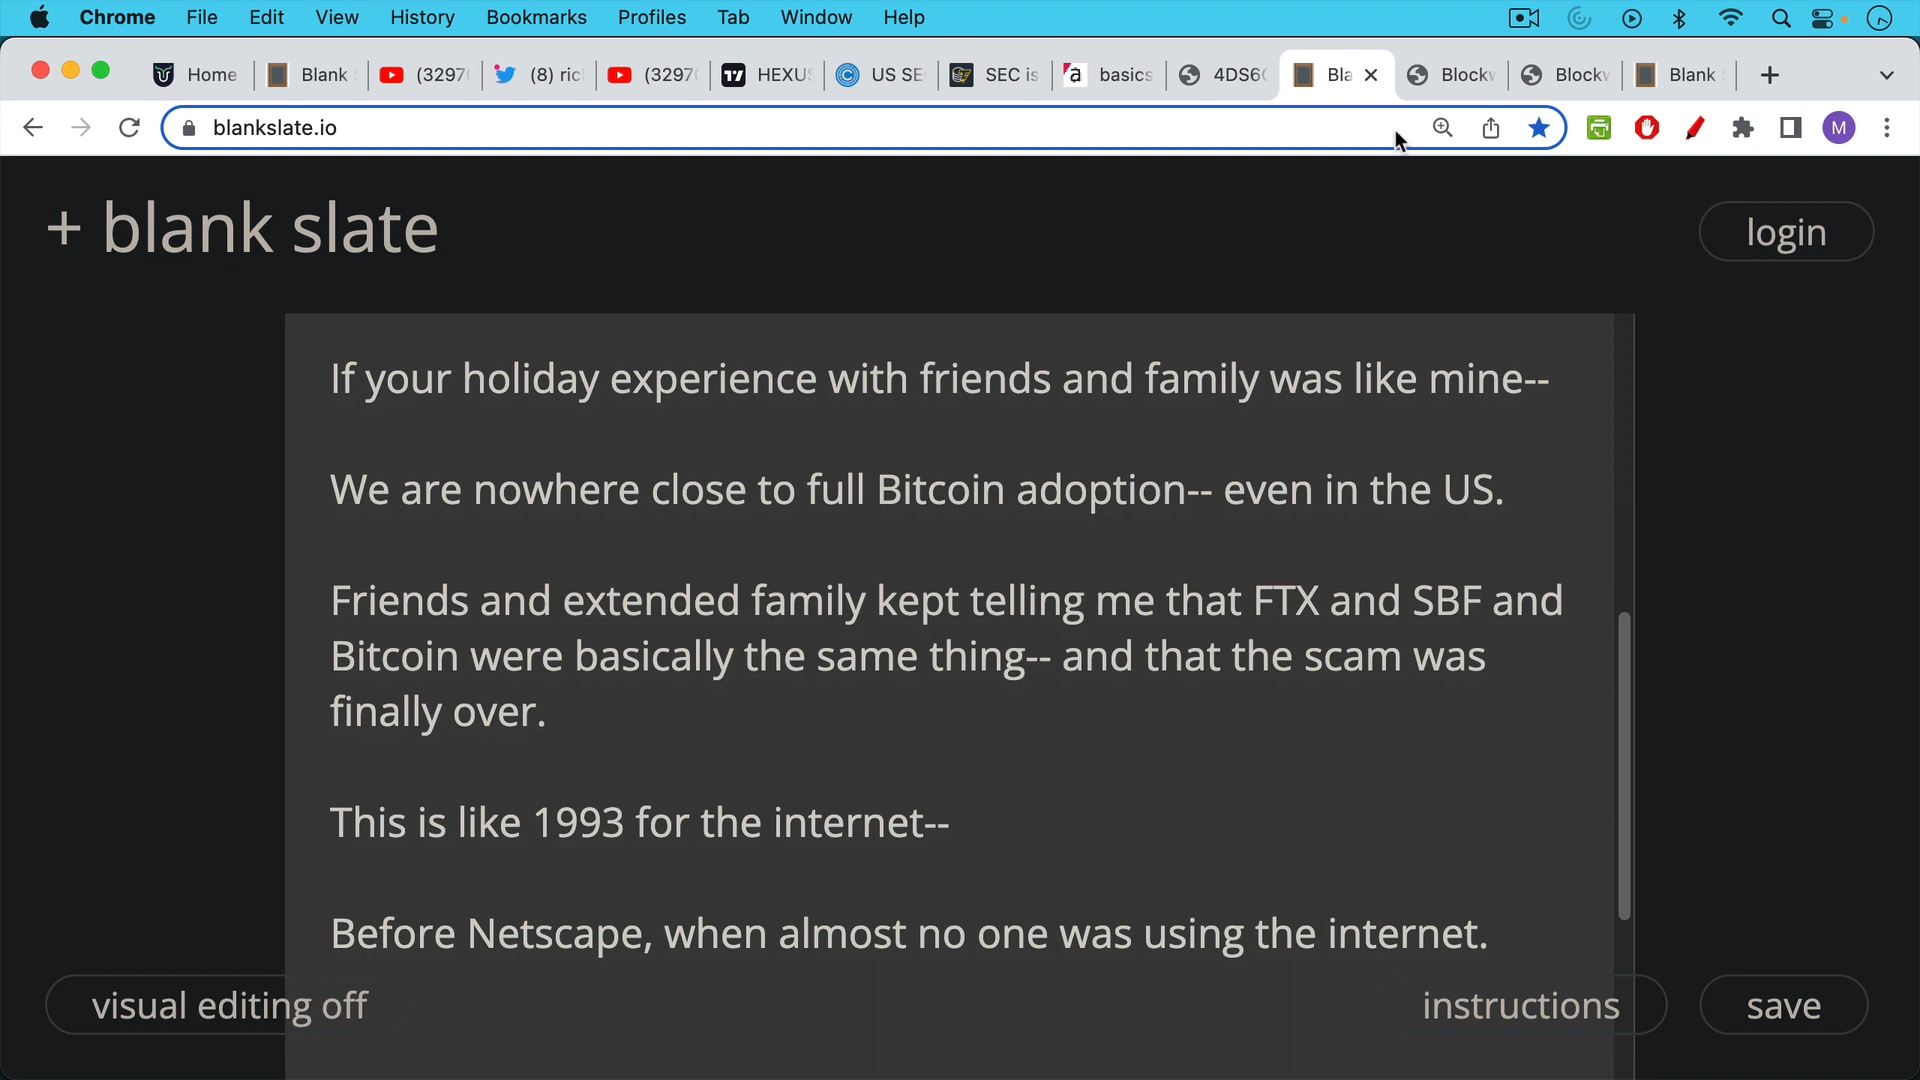 Chrome File Edit View History Bookmarks Profiles Tab Window Help
Home Blank (3297 (8) ric (3297 HEXUS US SE SEC is basics 4DS6 Bla Blockw Blockw Blank
blankslate.io M
+ blank slate login
If your holiday experience with friends and family was like mine--
We are nowhere close to full Bitcoin adoption-- even in the US.
Friends and extended family kept telling me that FTX and SBF and
Bitcoin were basically the same thing-- and that the scam was
finally over.
This is like 1993 for the internet--
Before Netscape, when almost no one was using the internet.
visual editing off instructions save